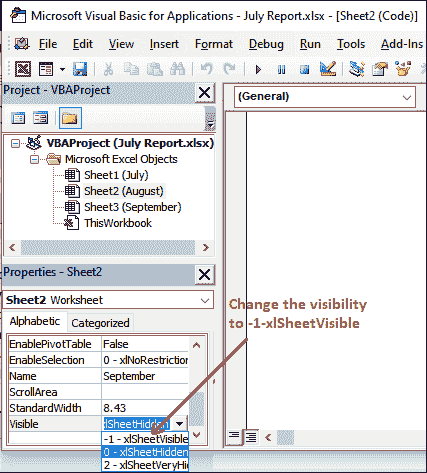 Microsoft Visual Basic for Applications - July Report.xlsx - [Sheet2 (Code)]
File Edit View Insert Format Debug Run Tools Add-Ins
Project - VBAProject
(General)
VBAProject (July Report.xlsx)
Microsoft Excel Objects
Sheet1 (July)
Sheet2 (August)
Sheet3 (September)
ThisWorkbook
Properties - Sheet2
Sheet2 Worksheet
Alphabetic Categorized
EnablePivotTable False
EnableSelection 0 - xlNoRestriction
Name September
ScrollArea
StandardWidth 8.43
Visible lSheetHidden
-1 - xlSheetVisible
0 - xlSheetHidden
2 - xlSheetVeryHi
Change the visibility
to -1-xlSheetVisible